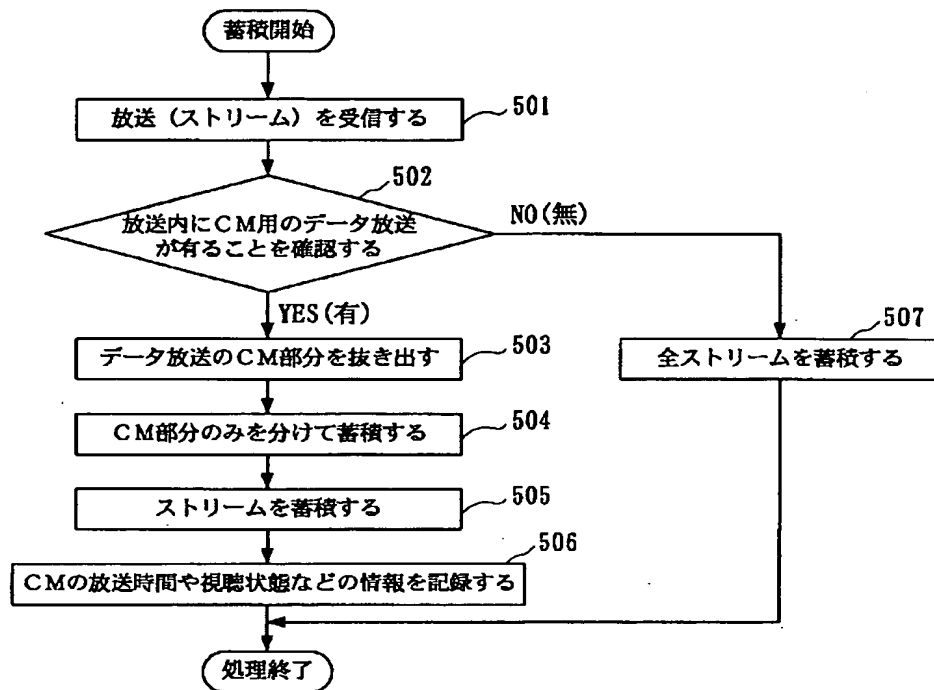 蓄積開始
放送（ストリーム）を受信する
501
502
放送内にＣＭ用のデータ放送
が有ることを確認する
NO(無)
YES(有)
データ放送のＣＭ部分を抜き出す
503
507
全ストリームを蓄積する
ＣＭ部分のみを分けて蓄積する
504
ストリームを蓄積する
505
506
ＣＭの放送時間や視聴状態などの情報を記録する
処理終了